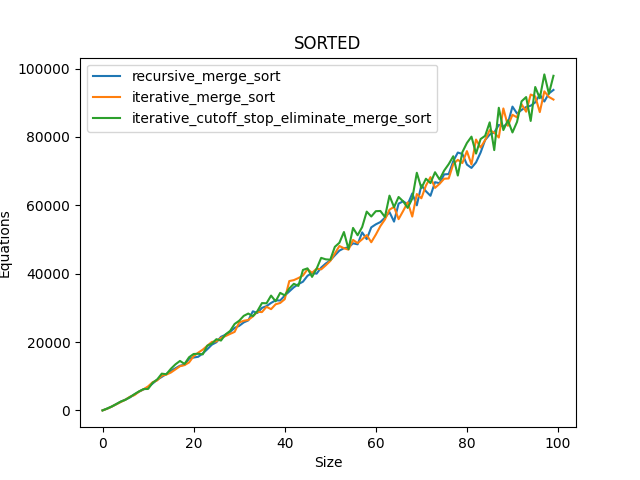 SORTED
recursive_merge_sort
iterative_merge_sort
iterative_cutoff_stop_eliminate_merge_sort
100000
80000
60000
40000
20000
0
Equations
0 20 40 60 80 100
Size